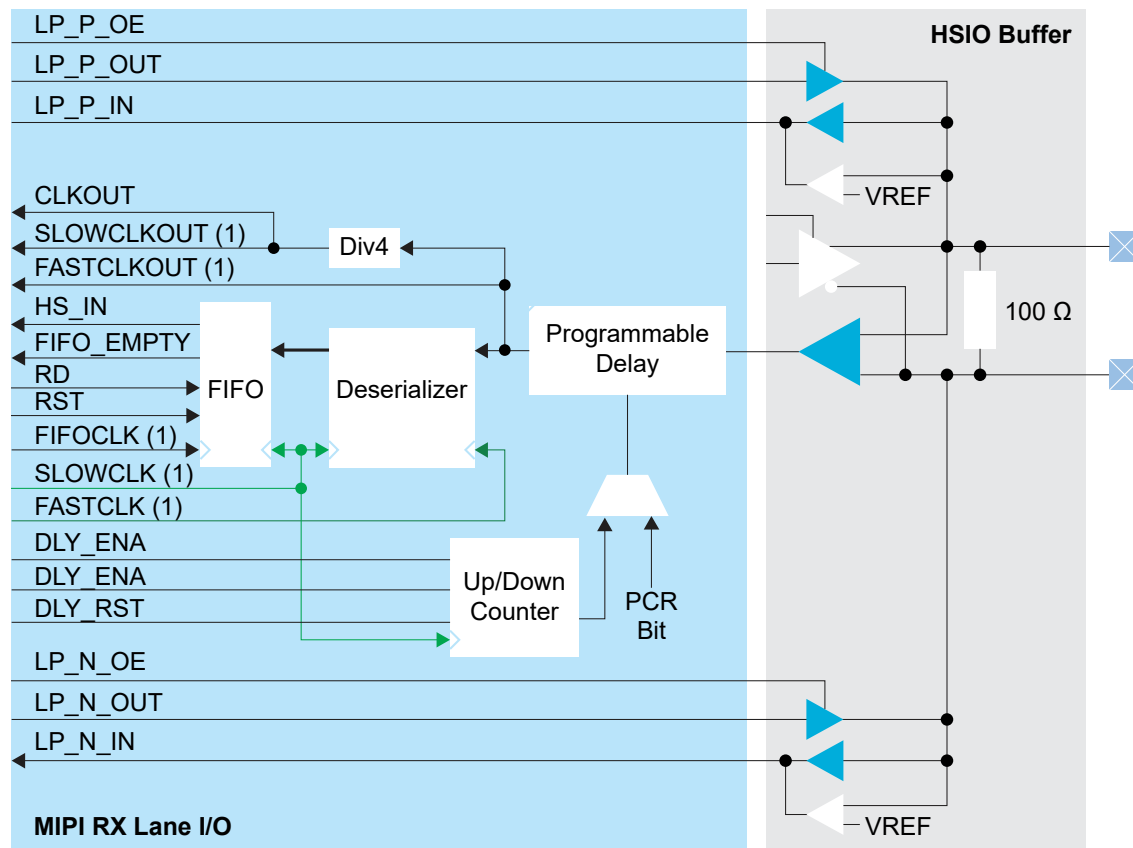 LP_P_OE
HSIO Buffer
LP_P_OUT
LP_P_IN
CLKOUT
VREF
SLOWCLKOUT (1)
Div4
FASTCLKOUT (1)
HS_IN
100 Ω
Programmable
Delay
FIFO_EMPTY
RD
FIFO
Deserializer
RST
FIFOCLK (1)
SLOWCLK (1)
FASTCLK (1)
DLY_ENA
DLY_ENA
Up/Down
Counter
PCR
Bit
DLY_RST
LP_N_OE
LP_N_OUT
LP_N_IN
MIPI RX Lane I/O
VREF